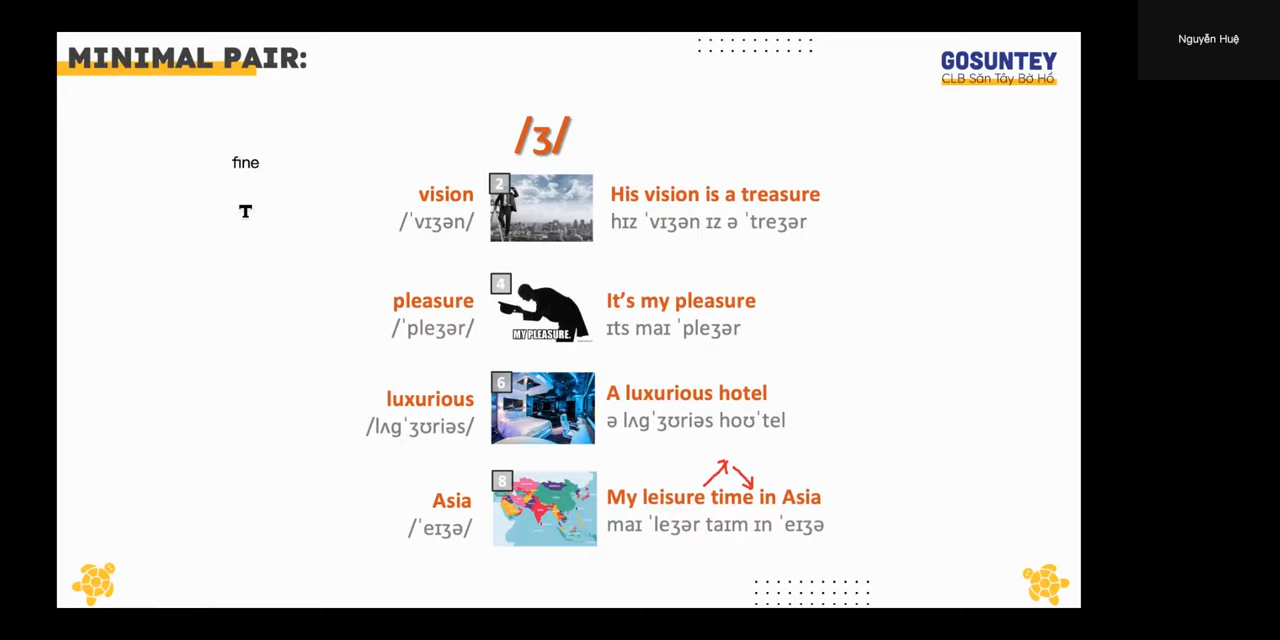 Nguyễn Huệ
MINIMAL PAIR:
GOSUNTEY
CLB Săn Tây Bờ Hồ
/ʒ/
fine
T
vision
/ˈvɪʒən/
2
His vision is a treasure
hɪz ˈvɪʒən ɪz ə ˈtreʒər
pleasure
/ˈpleʒər/
4
MY PLEASURE.
It’s my pleasure
ɪts maɪ ˈpleʒər
luxurious
/lʌgˈʒʊriəs/
6
A luxurious hotel
ə lʌgˈʒʊriəs hoʊˈtel
Asia
/ˈeɪʒə/
8
My leisure time in Asia
maɪ ˈleʒər taɪm ɪn ˈeɪʒə